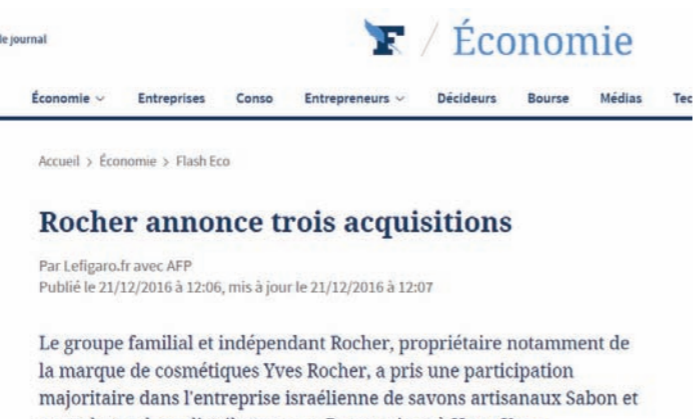 le journal
F / Économie
Économie Entreprises Conso Entrepreneurs Décideurs Bourse Médias Tec
Accueil > Économie > Flash Eco
Rocher annonce trois acquisitions
Par Lefigaro.fr avec AFP
Publié le 21/12/2016 à 12:06, mis à jour le 21/12/2016 à 12:07
Le groupe familial et indépendant Rocher, propriétaire notamment de
la marque de cosmétiques Yves Rocher, a pris une participation
majoritaire dans l'entreprise israélienne de savons artisanaux Sabon et